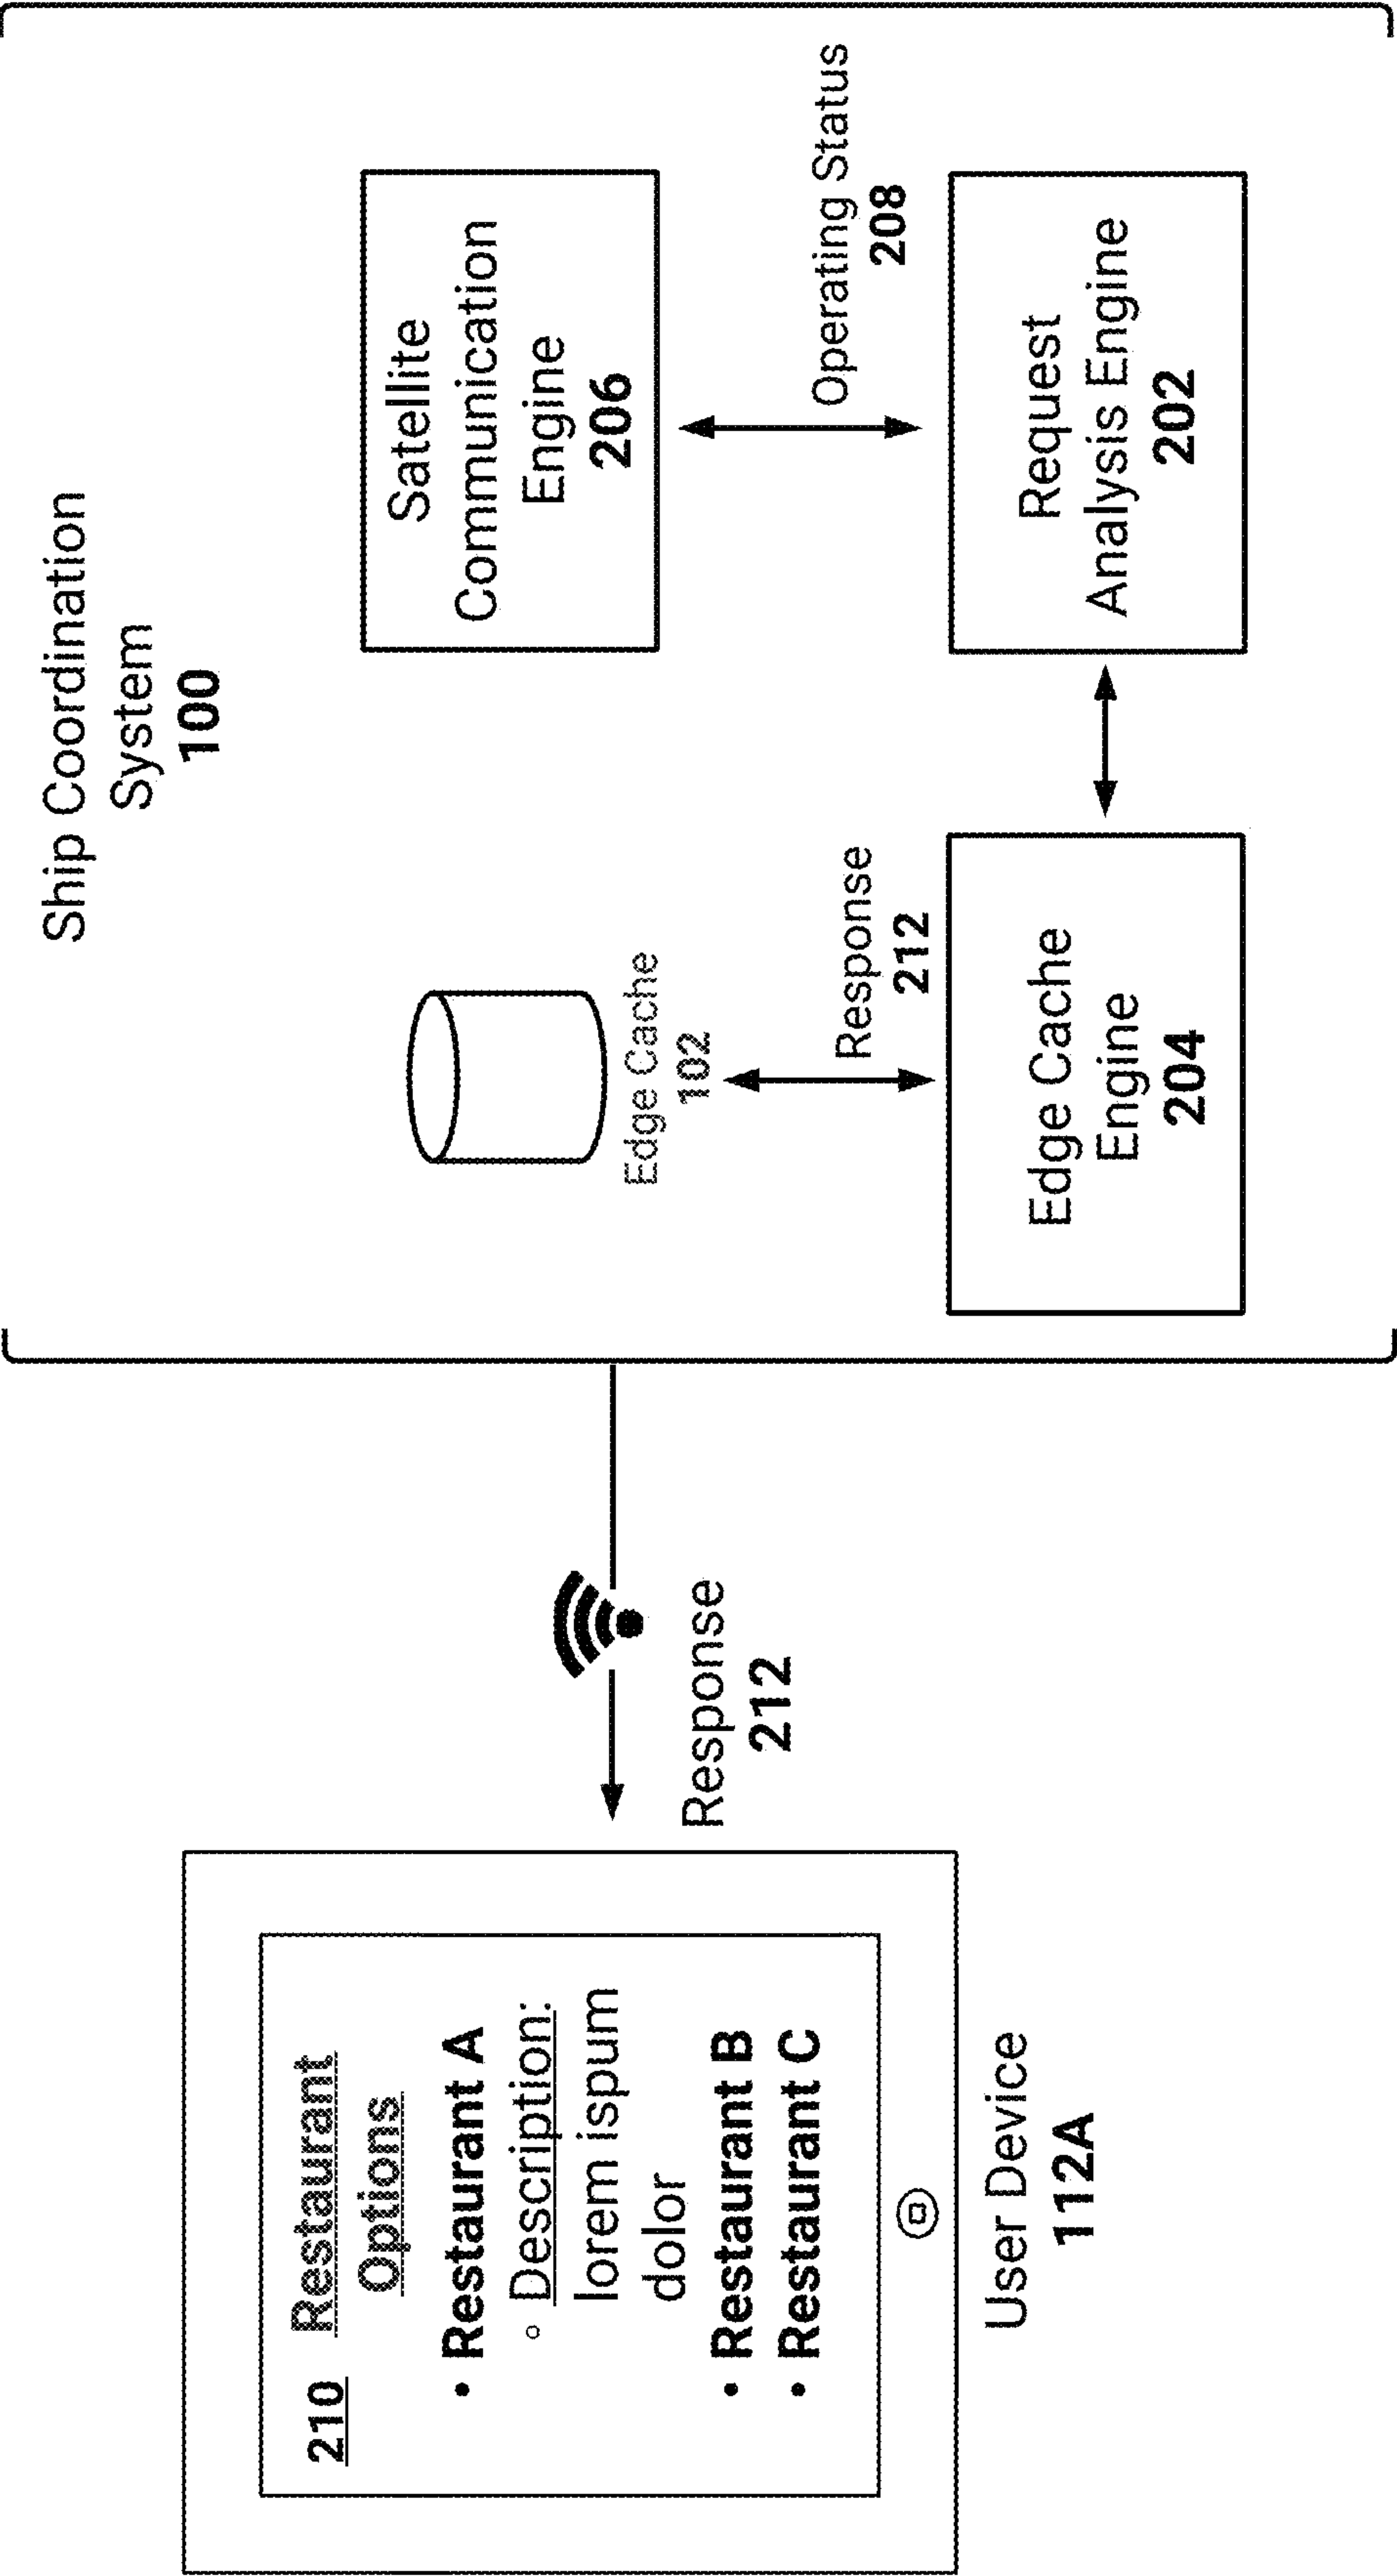 210
Restaurant
Options
• Restaurant A
◦ Description:
lorem ispum
dolor
• Restaurant B
• Restaurant C
User Device
112A
Response
212
Ship Coordination
System
100
Edge Cache
102
Response
212
Edge Cache
Engine
204
Satellite
Communication
Engine
206
Operating Status
208
Request
Analysis Engine
202